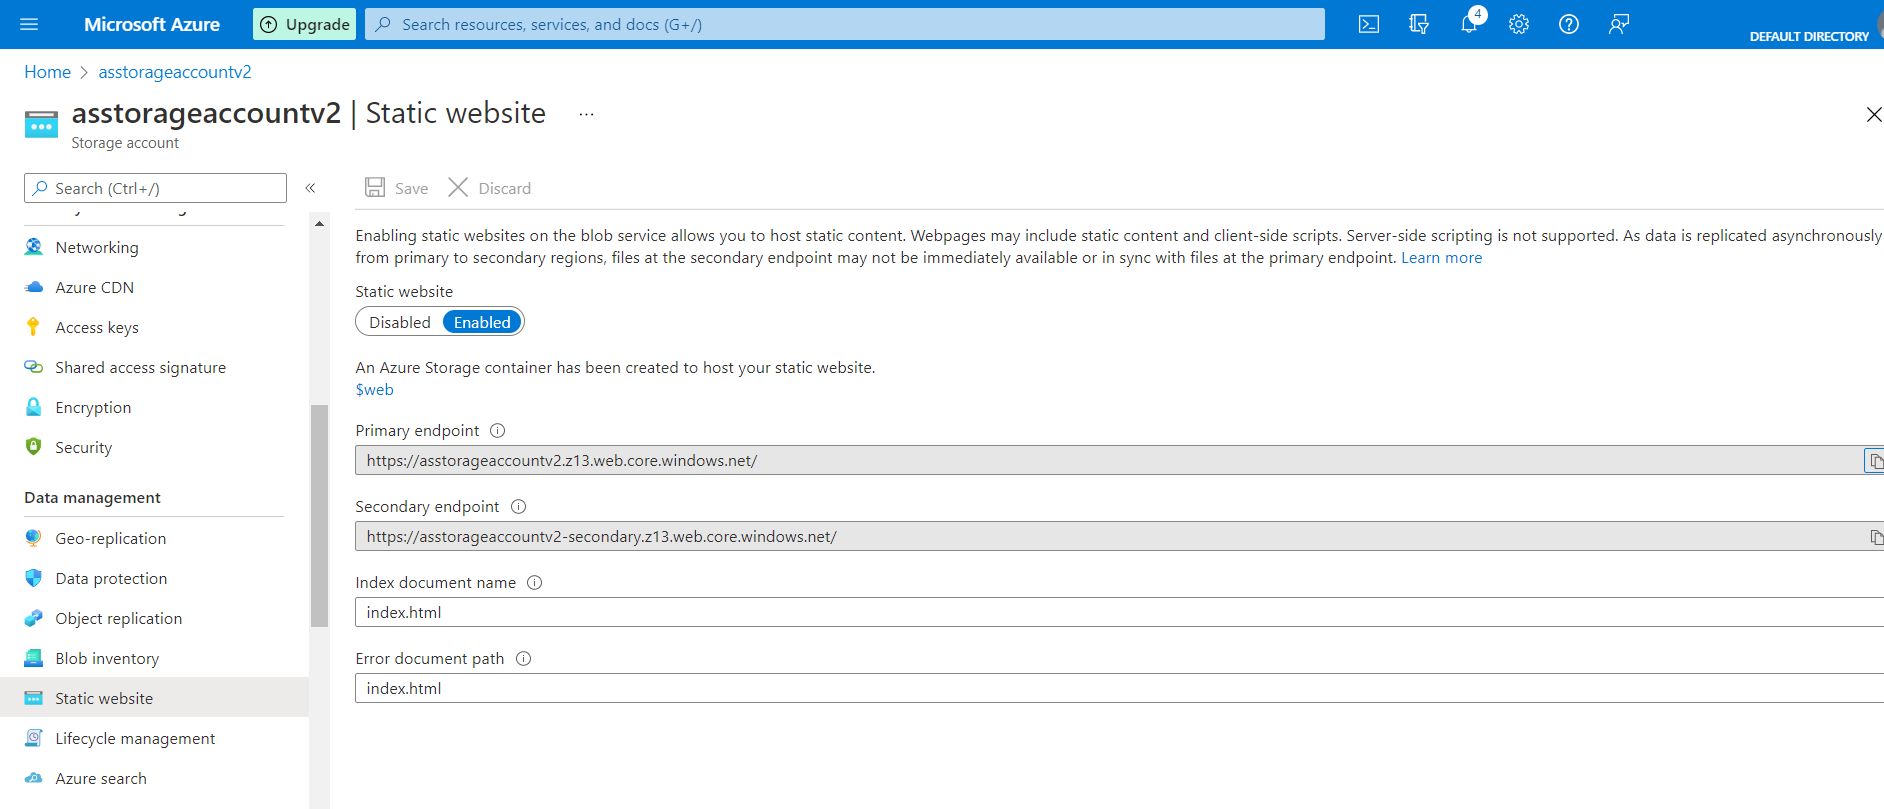 Microsoft Azure
Upgrade
Search resources, services, and docs (G+/)
4
DEFAULT DIRECTORY
Home > asstorageaccountv2
asstorageaccountv2 | Static website ...
Storage account
Search (Ctrl+/)
«
Save
Discard
Networking
Azure CDN
Access keys
Shared access signature
Encryption
Security
Data management
Geo-replication
Data protection
Object replication
Blob inventory
Static website
Lifecycle management
Azure search
Enabling static websites on the blob service allows you to host static content. Webpages may include static content and client-side scripts. Server-side scripting is not supported. As data is replicated asynchronously
from primary to secondary regions, files at the secondary endpoint may not be immediately available or in sync with files at the primary endpoint. Learn more
Static website
Disabled Enabled
An Azure Storage container has been created to host your static website.
$web
Primary endpoint
https://asstorageaccountv2.z13.web.core.windows.net/
Secondary endpoint
https://asstorageaccountv2-secondary.z13.web.core.windows.net/
Index document name
index.html
Error document path
index.html